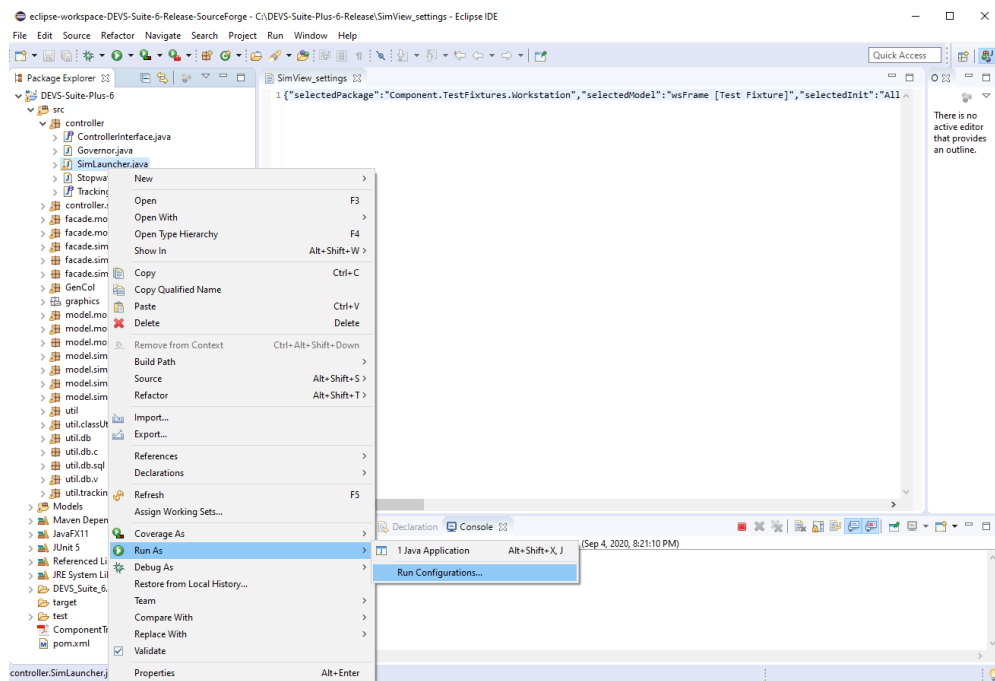 eclipse-workspace-DEVS-Suite-6-Release-SourceForge - C:\DEVS-Suite-Plus-6-Release\SimView_settings - Eclipse IDE
File Edit Source Refactor Navigate Search Project Run Window Help
Quick Access
Package Explorer
SimView_settings
DEVS-Suite-Plus-6
src
controller
ControllerInterface.java
Governor.java
SimLauncher.java
Stopwa
Tracking
controller.s
facade.mo
facade.mo
facade.sim
facade.sim
facade.sim
GenCol
graphics
model.mo
model.mo
model.mo
model.sim
model.sim
model.sim
model.sim
util
util.classUt
util.db
util.db.c
util.db.sql
util.db.v
util.trackin
Models
Maven Depen
JavaFX11
JUnit 5
Referenced Li
JRE System Lil
DEVS_Suite_6.
target
test
ComponentTr
pom.xml
controller.SimLauncher.j
1 {"selectedPackage":"Component.TestFixtures.Workstation","selectedModel":"wsFrame [Test Fixture]","selectedInit":"All
There is no
active editor
that provides
an outline.
New
Open F3
Open With
Open Type Hierarchy F4
Show In Alt+Shift+W
Copy Ctrl+C
Copy Qualified Name
Paste Ctrl+V
Delete Delete
Remove from Context Ctrl+Alt+Shift+Down
Build Path
Source Alt+Shift+S
Refactor Alt+Shift+T
Import...
Export...
References
Declarations
Refresh F5
Assign Working Sets...
Coverage As
Run As
Debug As
Restore from Local History...
Team
Compare With
Replace With
Validate
Properties Alt+Enter
1 Java Application Alt+Shift+X, J
Run Configurations...
Declaration Console
(Sep 4, 2020, 8:21:10 PM)